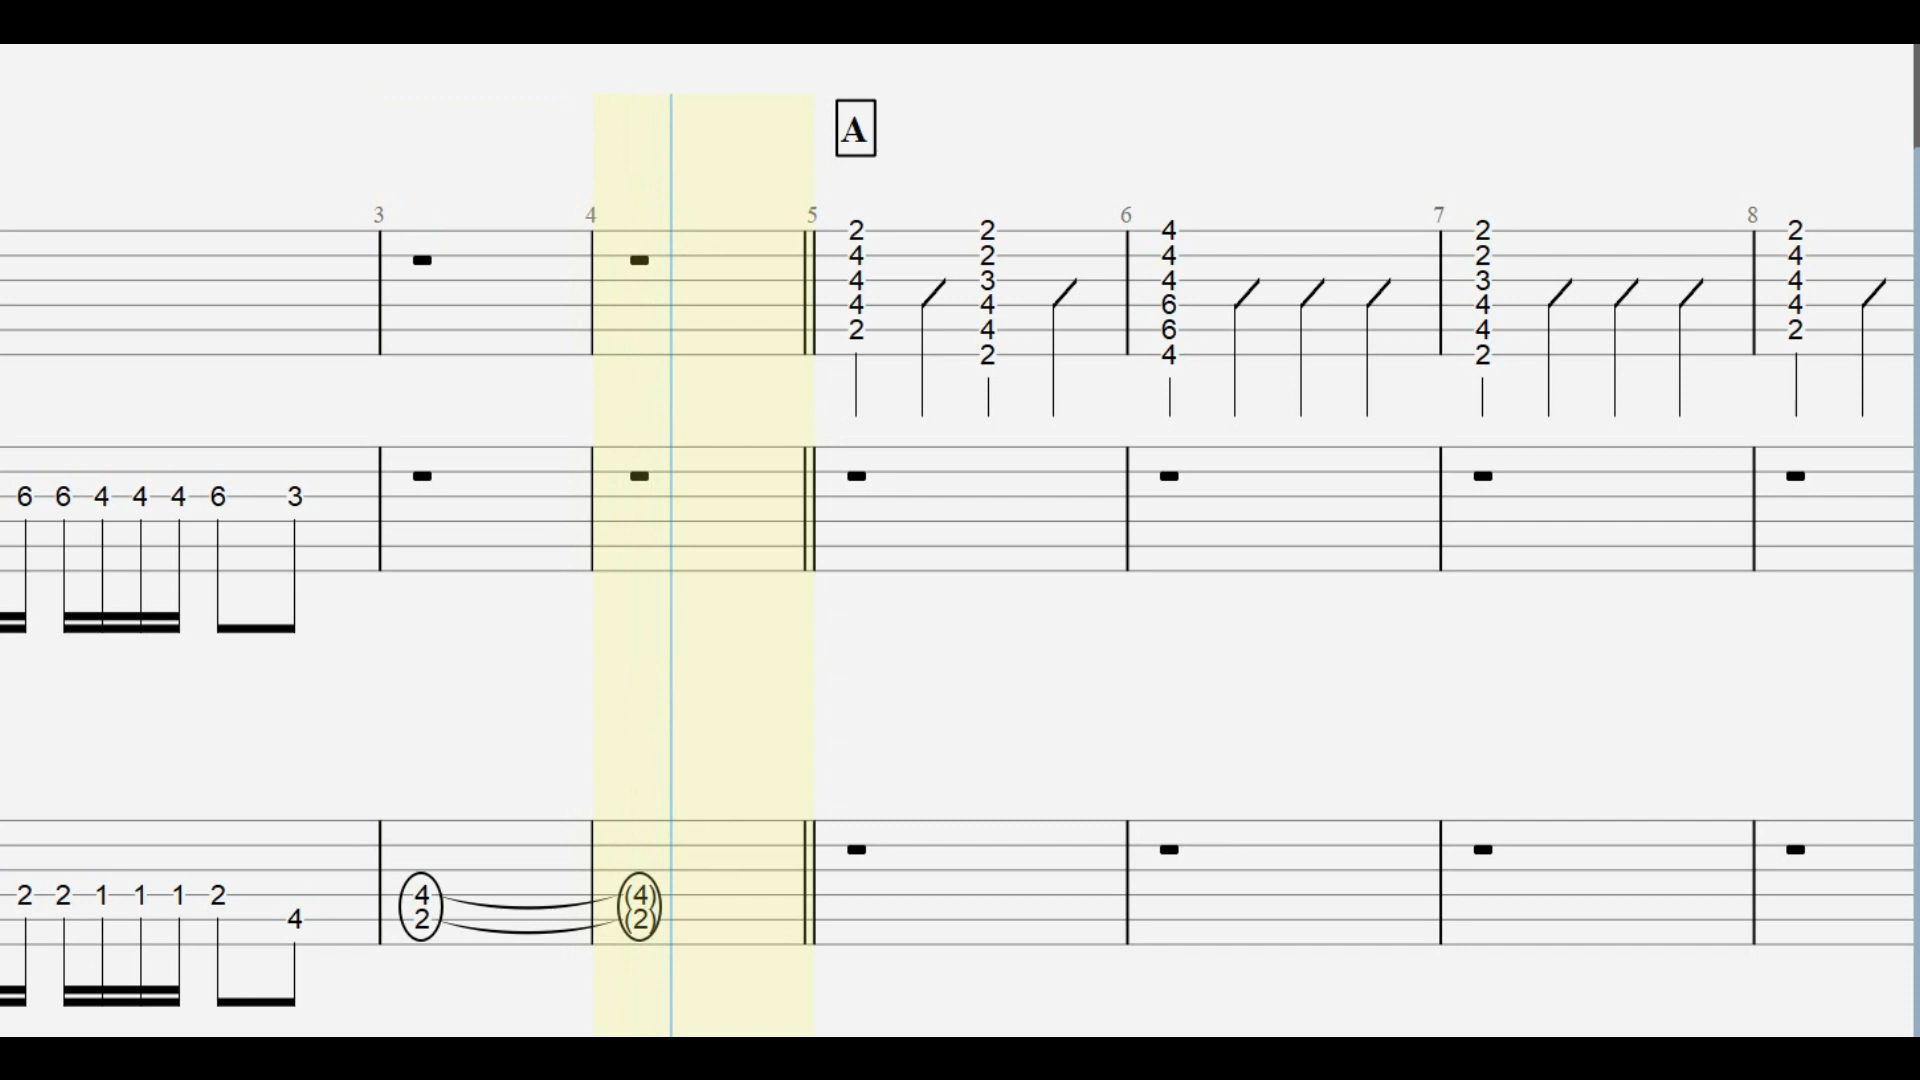 A
3 4 5 6 7 8
2 2 4 2 2
4 2 4 2 4
4 3 4 3 4
4 4 6 4 4
2 4 6 4 2
2 4 2
6 6 4 4 4 6 3
2 2 1 1 1 2 4 (4)
4 2 (2)